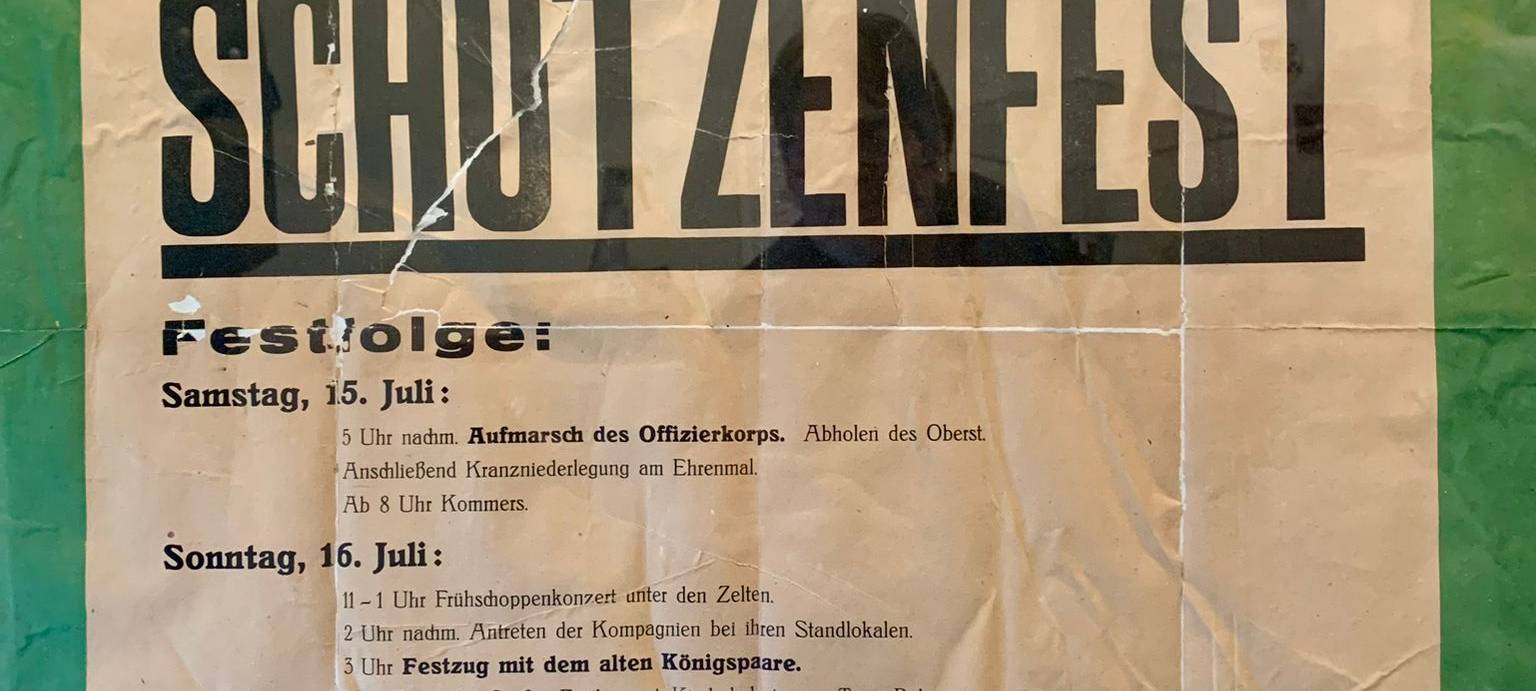 SCHÜTZENFEST
Festfolge:
Samstag, 15. Juli:
5 Uhr nachm. Aufmarsch des Offizierkorps. Abholen des Oberst.
Anschließend Kranzniederlegung am Ehrenmal.
Ab 8 Uhr Kommers.
Sonntag, 16. Juli:
11 – 1 Uhr Frühschoppenkonzert unter den Zelten.
2 Uhr nachm. Antreten der Kompagnien bei ihren Standlokalen.
3 Uhr Festzug mit dem alten Königspaare.